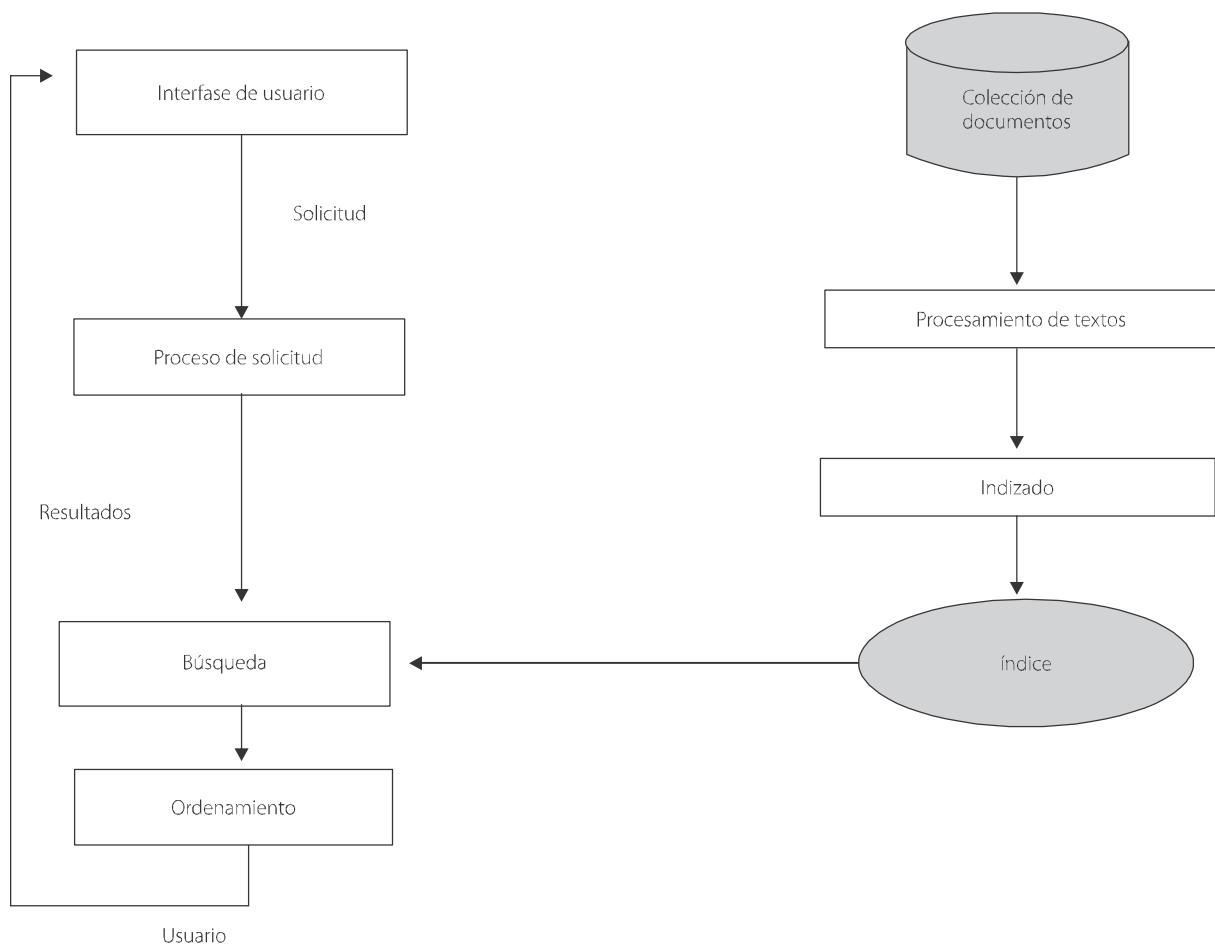 Interfase de usuario
Colección de
documentos
Solicitud
Procesamiento de textos
Proceso de solicitud
Indizado
Resultados
Búsqueda
índice
Ordenamiento
Usuario